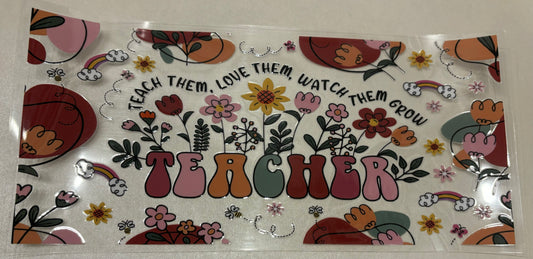 TEACH THEM, LOVE THEM, WATCH THEM GROW
TEACHER